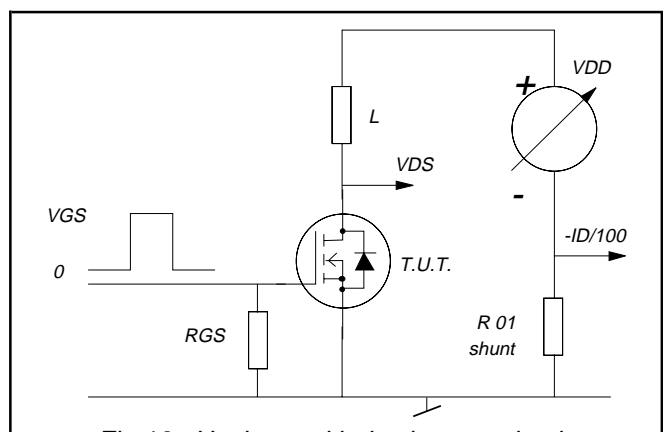 VDD
+
L
VDS
-
VGS
-ID/100
0
T.U.T.
RGS
R 01
shunt